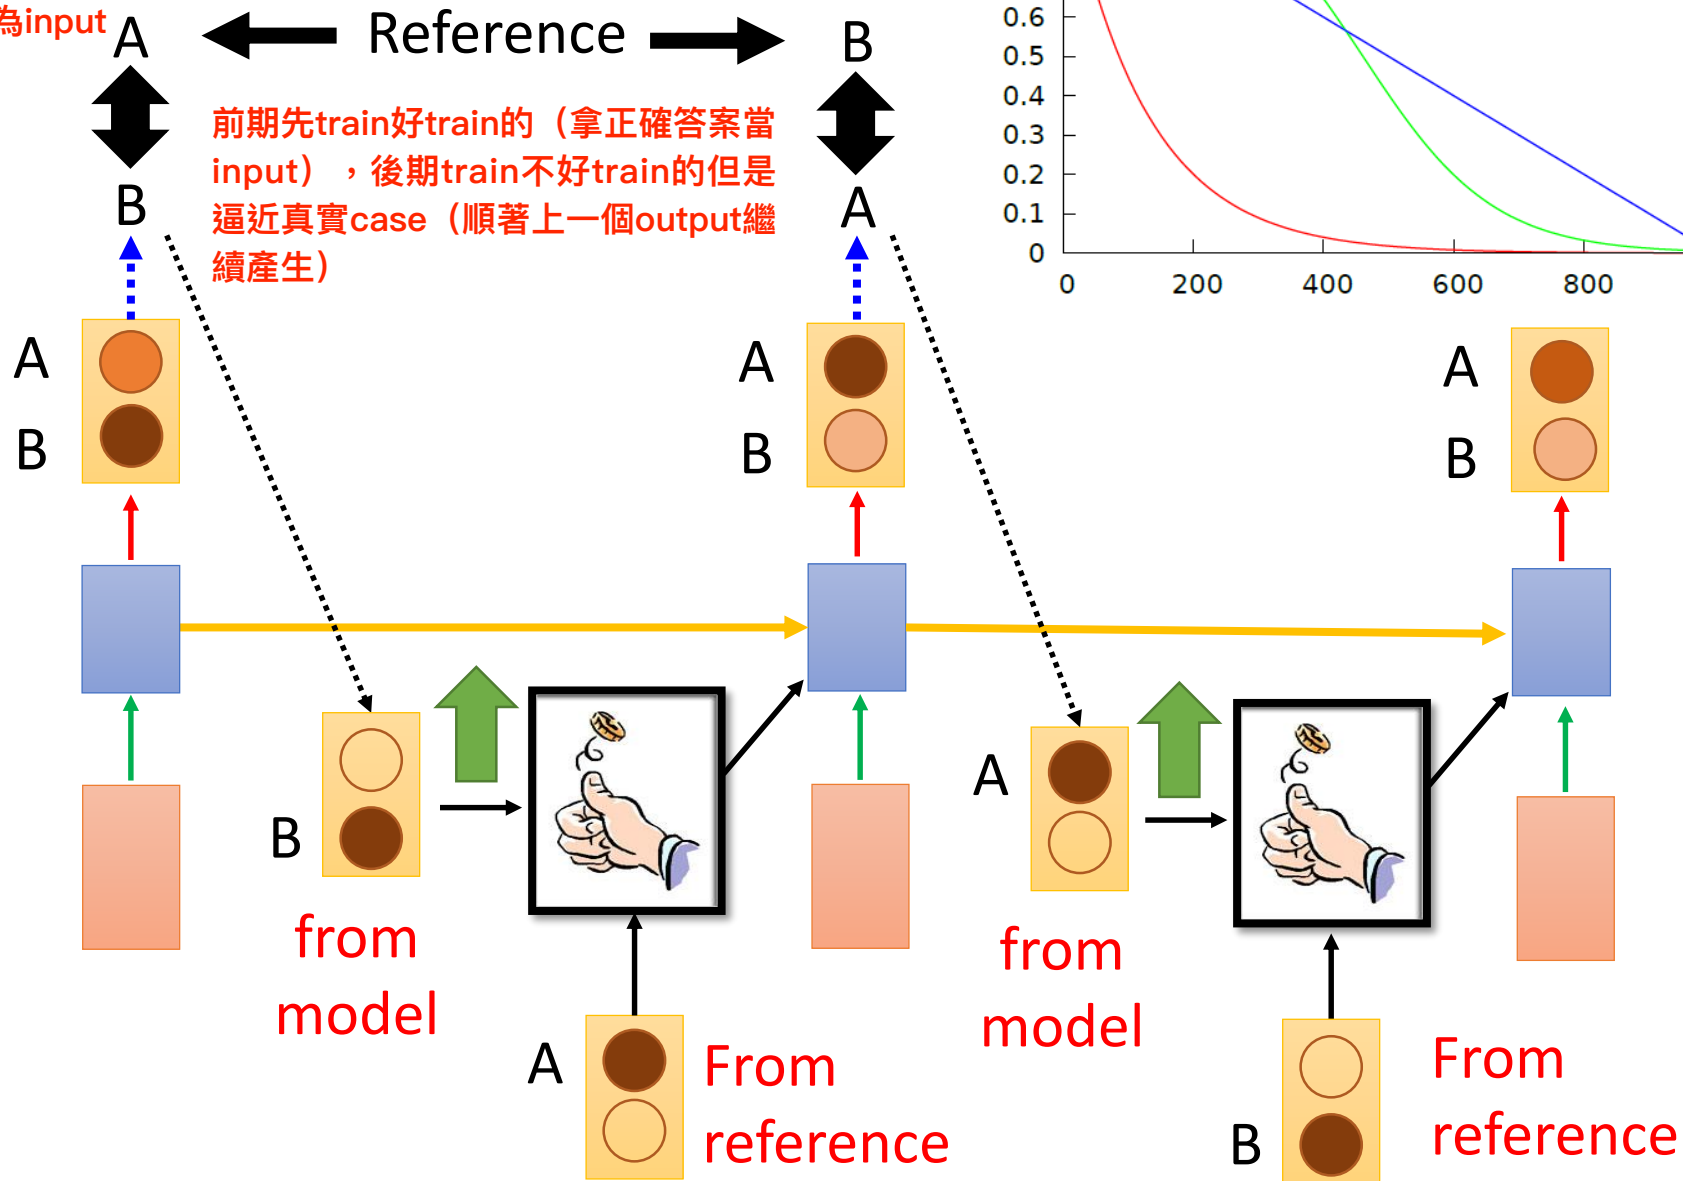 為input
A
Reference
B
前期先train好train的（拿正確答案當
input），後期train不好train的但是
逼近真實case（順著上一個output繼
續產生）
B
A
0.6
0.5
0.4
0.3
0.2
0.1
0
0
200
400
600
800
A
B
A
B
A
B
B
from
model
A
from
model
A
From
reference
B
From
reference